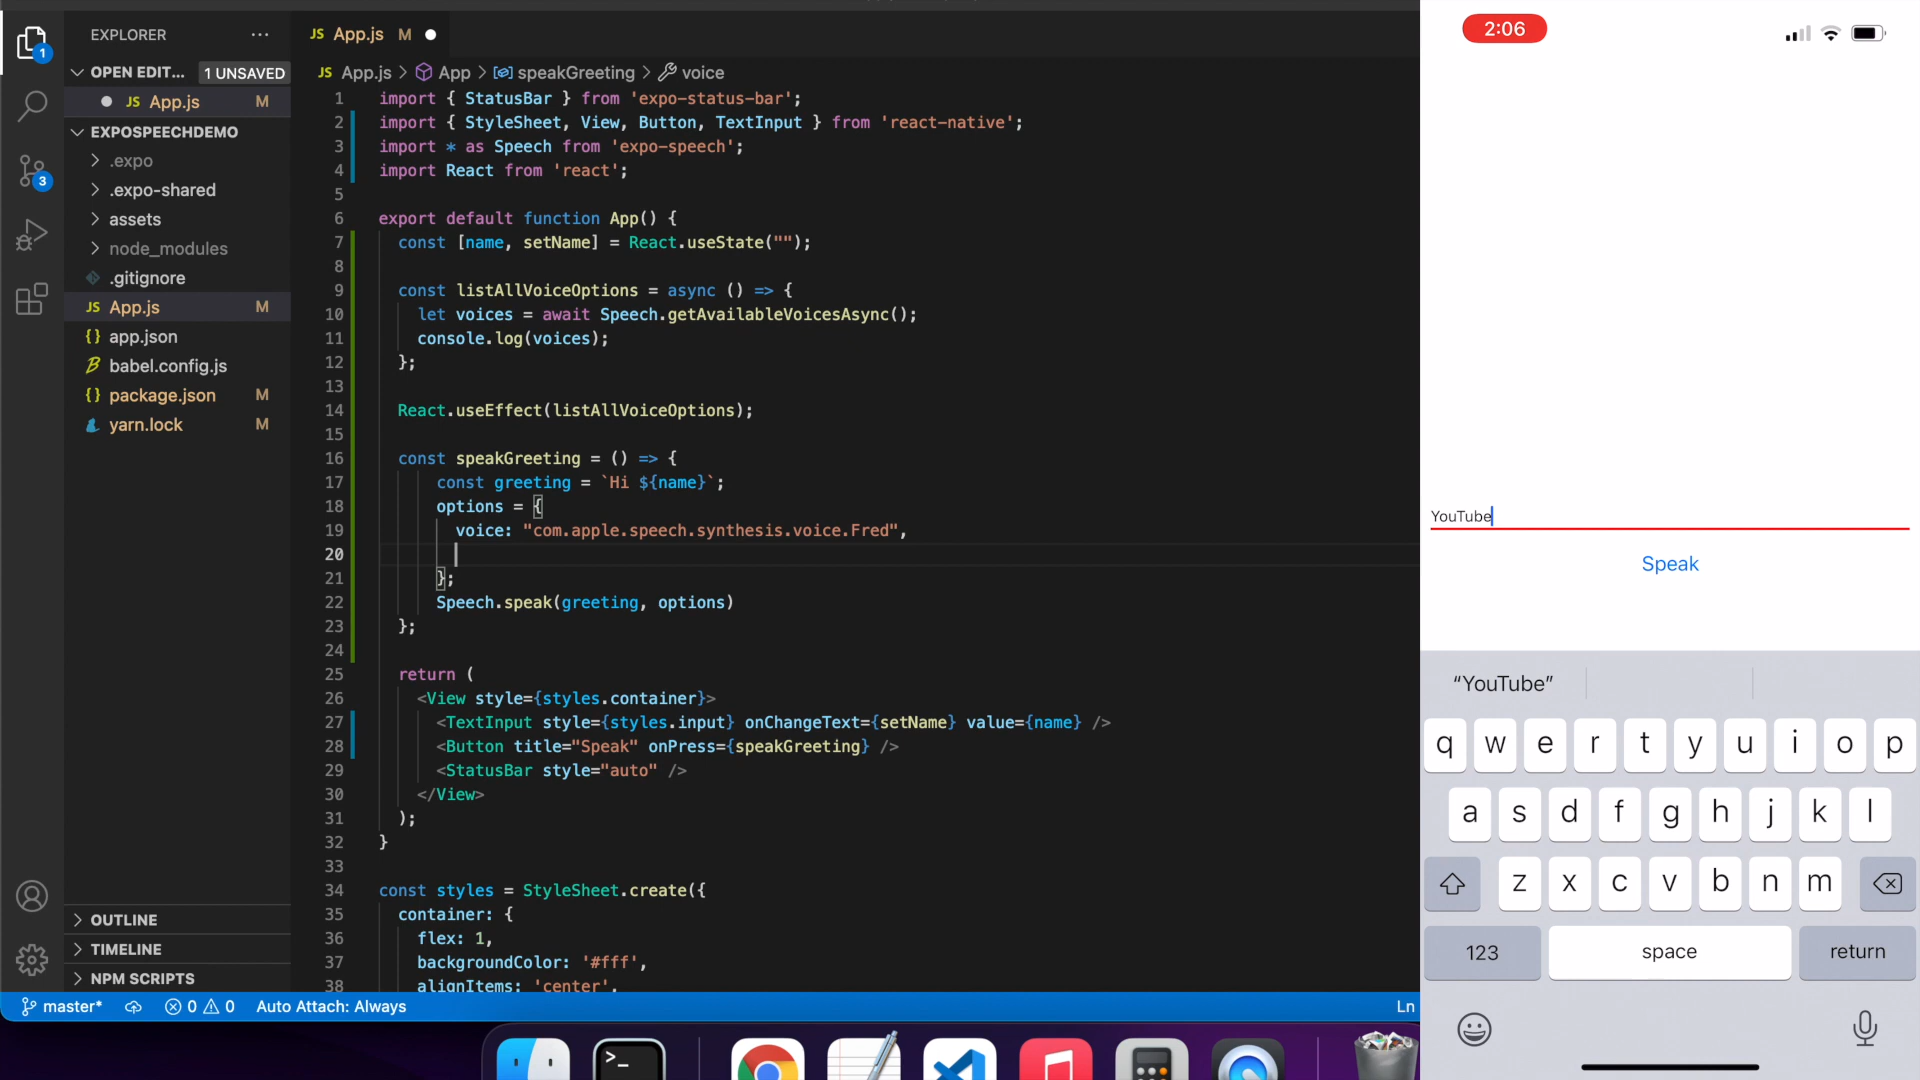 EXPLORER
OPEN EDIT...
1 UNSAVED
JS App.js M
EXPOSPEECHDEMO
.expo
.expo-shared
assets
node_modules
.gitignore
JS App.js M
{} app.json
babel.config.js
{} package.json M
yarn.lock M
OUTLINE
TIMELINE
NPM SCRIPTS
1
3
JS App.js M
JS App.js > App > speakGreeting > voice
1 import { StatusBar } from 'expo-status-bar';
2 import { StyleSheet, View, Button, TextInput } from 'react-native';
3 import * as Speech from 'expo-speech';
4 import React from 'react';
5
6 export default function App() {
7 const [name, setName] = React.useState("");
8
9 const listAllVoiceOptions = async () => {
10 let voices = await Speech.getAvailableVoicesAsync();
11 console.log(voices);
12 };
13
14 React.useEffect(listAllVoiceOptions);
15
16 const speakGreeting = () => {
17 const greeting = `Hi ${name}`;
18 options = {
19 voice: "com.apple.speech.synthesis.voice.Fred",
20
21 };
22 Speech.speak(greeting, options)
23 };
24
25 return (
26 <View style={styles.container}>
27 <TextInput style={styles.input} onChangeText={setName} value={name} />
28 <Button title="Speak" onPress={speakGreeting} />
29 <StatusBar style="auto" />
30 </View>
31 );
32 }
33
34 const styles = StyleSheet.create({
35 container: {
36 flex: 1,
37 backgroundColor: '#fff',
38 alignItems: 'center',
master* 0 0 Auto Attach: Always Ln
>_
2:06
YouTube
Speak
“YouTube”
q w e r t y u i o p
a s d f g h j k l
z x c v b n m
123 space return